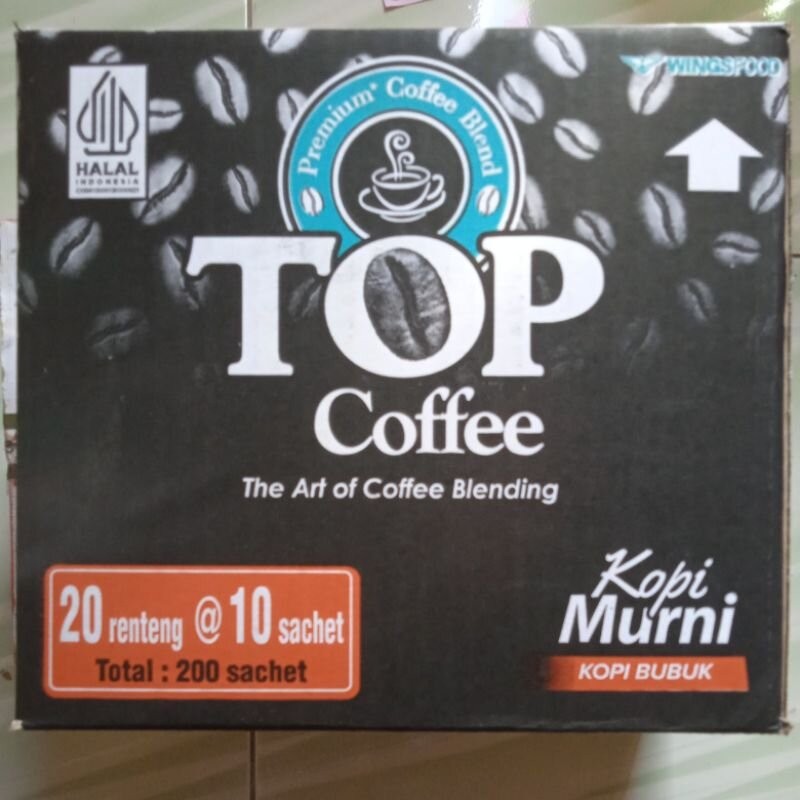 HALAL
INDONESIA
Premium* Coffee Blend
WINGSFOOD
TOP
Coffee
The Art of Coffee Blending
20 renteng @ 10 sachet
Total : 200 sachet
Kopi
Murni
KOPI BUBUK